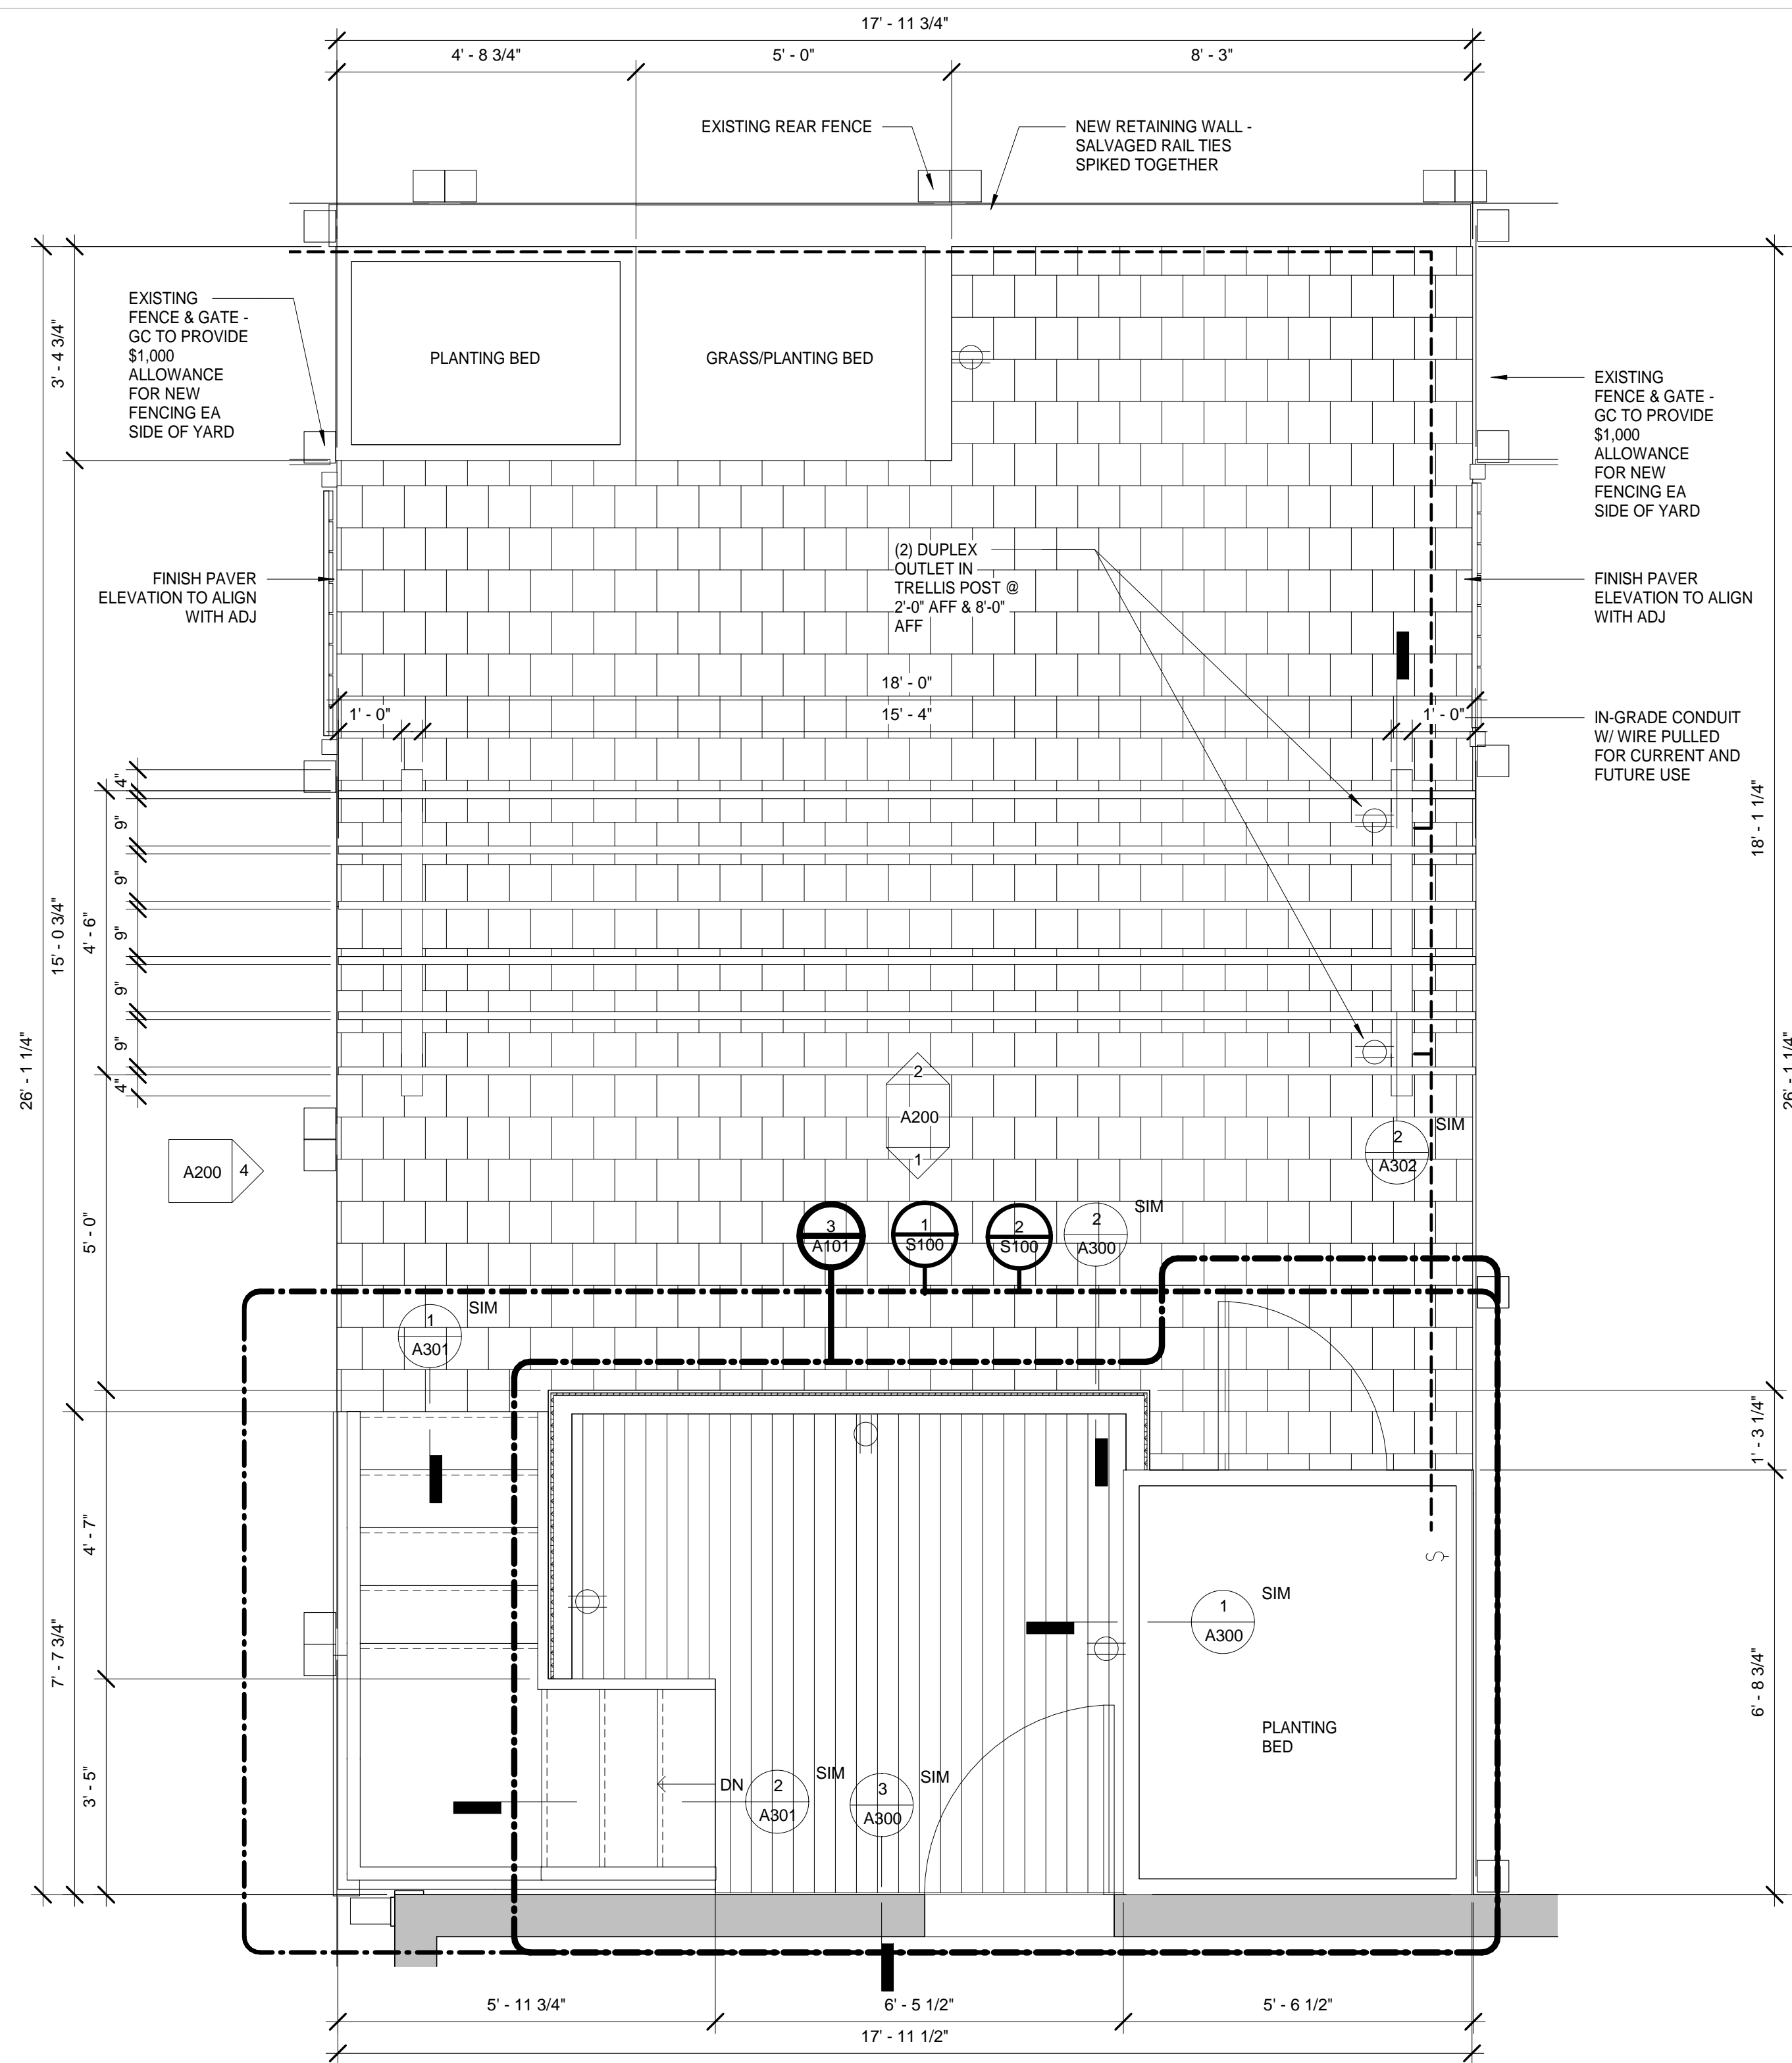 17' - 11 3/4"
4' - 8 3/4"
5' - 0"
8' - 3"
EXISTING REAR FENCE
NEW RETAINING WALL -
SALVAGED RAIL TIES
SPIKED TOGETHER
EXISTING
FENCE & GATE -
GC TO PROVIDE
$1,000
ALLOWANCE
FOR NEW
FENCING EA
SIDE OF YARD
3' - 4 3/4"
PLANTING BED
GRASS/PLANTING BED
EXISTING
FENCE & GATE -
GC TO PROVIDE
$1,000
ALLOWANCE
FOR NEW
FENCING EA
SIDE OF YARD
(2) DUPLEX
OUTLET IN
TRELLIS POST @
2'-0" AFF & 8'-0"
AFF
FINISH PAVER
ELEVATION TO ALIGN
WITH ADJ
FINISH PAVER
ELEVATION TO ALIGN
WITH ADJ
18' - 0"
1' - 0"
15' - 4"
1' - 0"
IN-GRADE CONDUIT
W/ WIRE PULLED
FOR CURRENT AND
FUTURE USE
4"
9"
9"
9"
9"
9"
4"
4' - 6"
15' - 0 3/4"
26' - 1 1/4"
18' - 1 1/4"
26' - 1 1/4"
2
A200
1
A200
4
2
A302
SIM
5' - 0"
3
A101
1
S100
2
S100
2
A300
SIM
1
A301
SIM
1' - 3 1/4"
4' - 7"
7' - 7 3/4"
3' - 5"
6' - 8 3/4"
$
1
A300
SIM
PLANTING
BED
DN
2
A301
SIM
3
A300
SIM
5' - 11 3/4"
6' - 5 1/2"
5' - 6 1/2"
17' - 11 1/2"